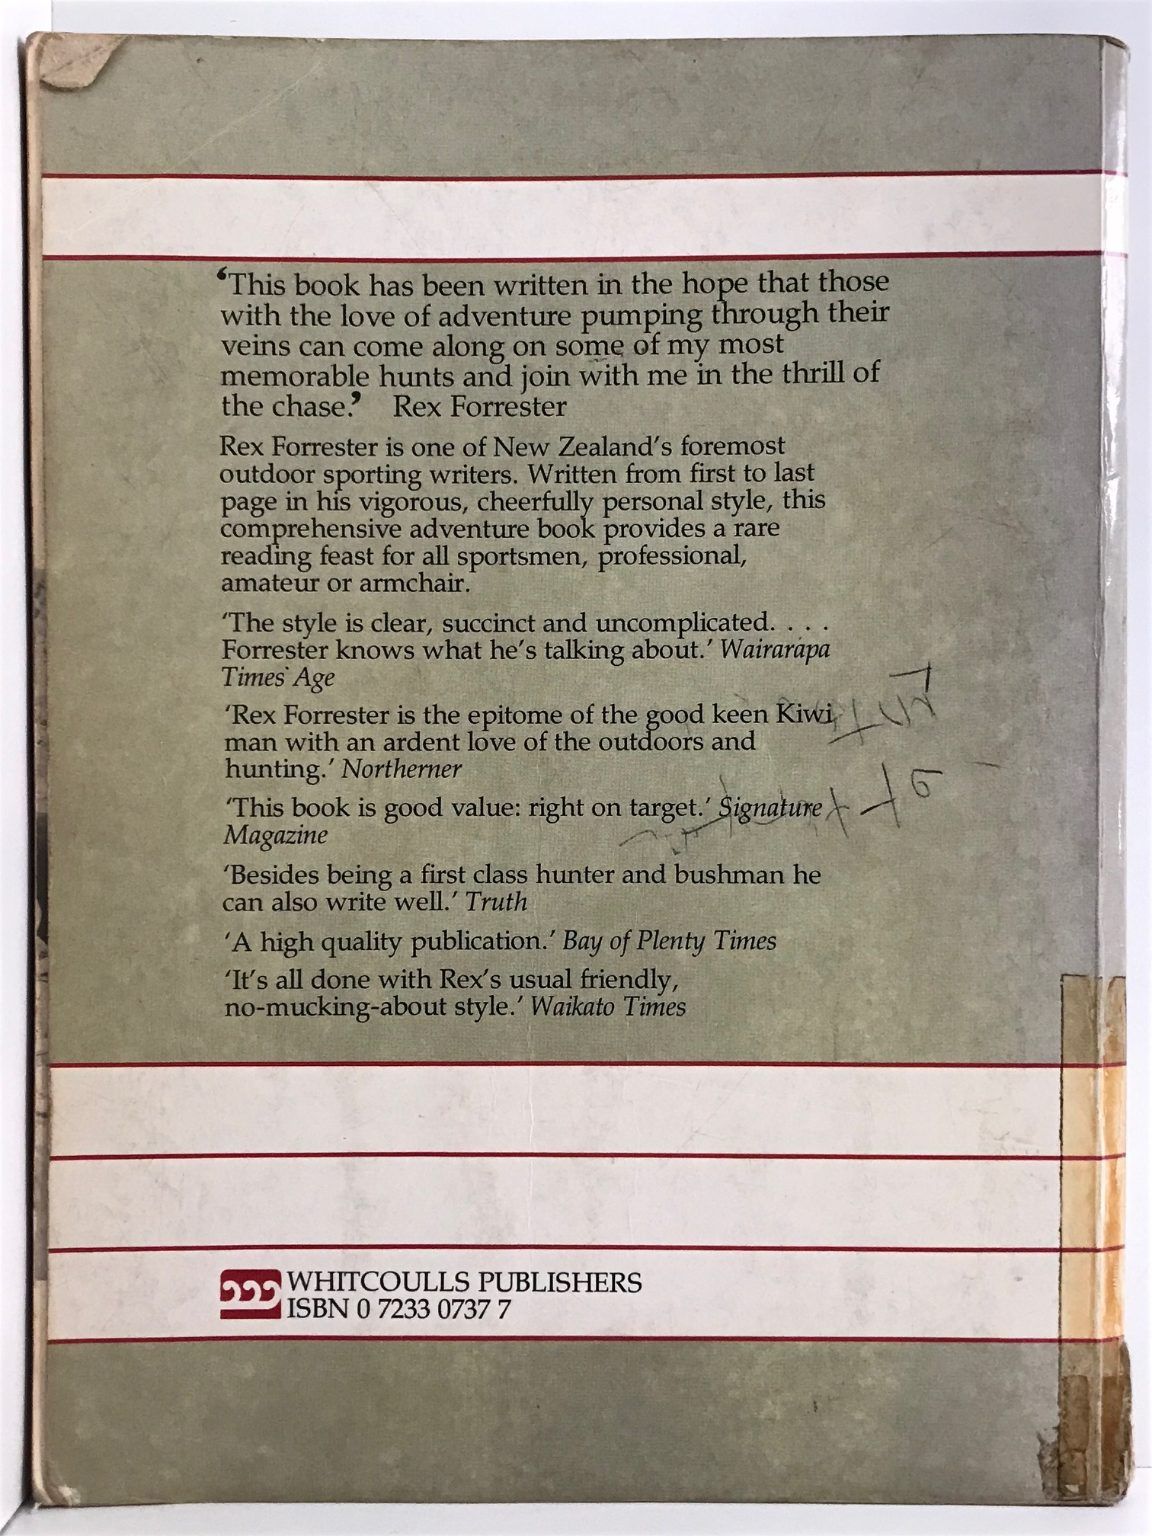 ‘This book has been written in the hope that those
with the love of adventure pumping through their
veins can come along on some of my most
memorable hunts and join with me in the thrill of
the chase.’ Rex Forrester
Rex Forrester is one of New Zealand’s foremost
outdoor sporting writers. Written from first to last
page in his vigorous, cheerfully personal style, this
comprehensive adventure book provides a rare
reading feast for all sportsmen, professional,
amateur or armchair.
‘The style is clear, succinct and uncomplicated. . . .
Forrester knows what he’s talking about.’ Wairarapa
Times Age
‘Rex Forrester is the epitome of the good keen Kiwi
man with an ardent love of the outdoors and
hunting.’ Northerner
‘This book is good value: right on target.’ Signature
Magazine
‘Besides being a first class hunter and bushman he
can also write well.’ Truth
‘A high quality publication.’ Bay of Plenty Times
‘It’s all done with Rex’s usual friendly,
no-mucking-about style.’ Waikato Times
WHITCOULLS PUBLISHERS
ISBN 0 7233 0737 7